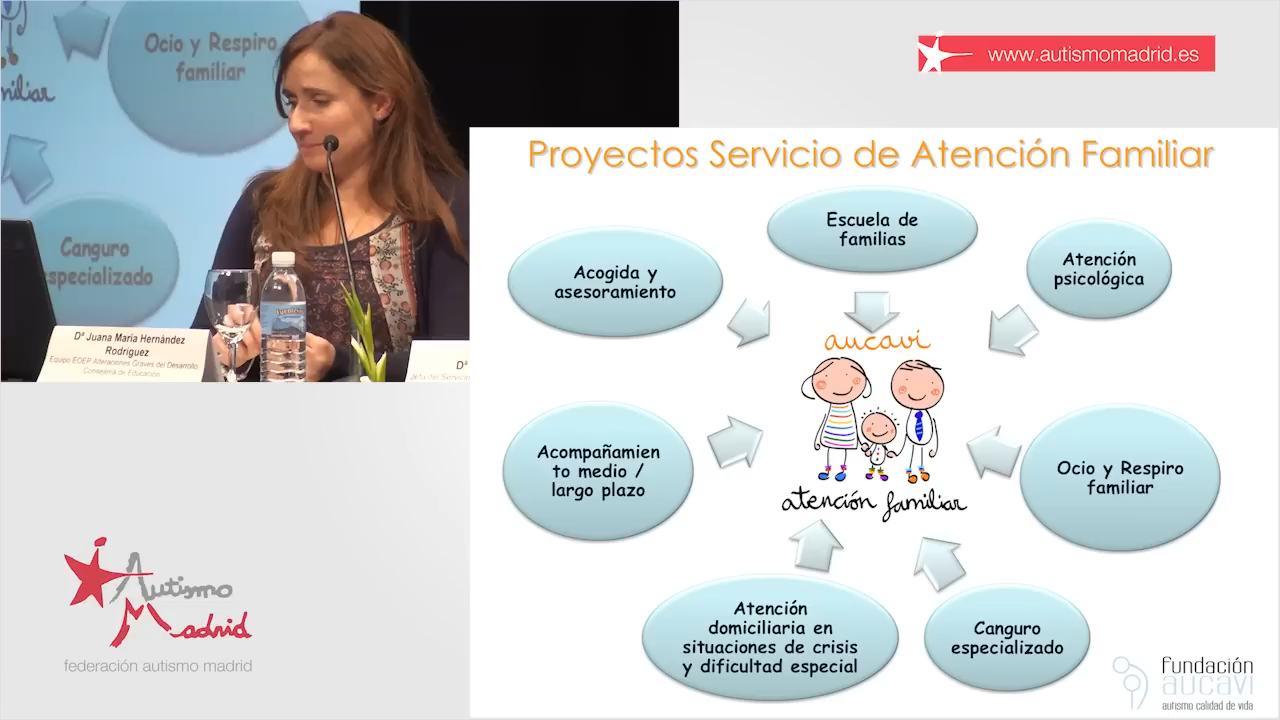 Ocio y Respiro
familiar
Canguro
especializado
Dª Juana María Hernández
Rodríguez
Equipo EOEP Alteraciones Graves del Desarrollo
Consejería de Educación
Dª
www.autismomadrid.es
Proyectos Servicio de Atención Familiar
Escuela de
familias
Acogida y
asesoramiento
Atención
psicológica
aucavi
Acompañamien
to medio /
largo plazo
Ocio y Respiro
familiar
atención familiar
Atención
domiciliaria en
situaciones de crisis
y dificultad especial
Canguro
especializado
Autismo
Madrid
federación autismo madrid
fundación
aucavi
autismo calidad de vida